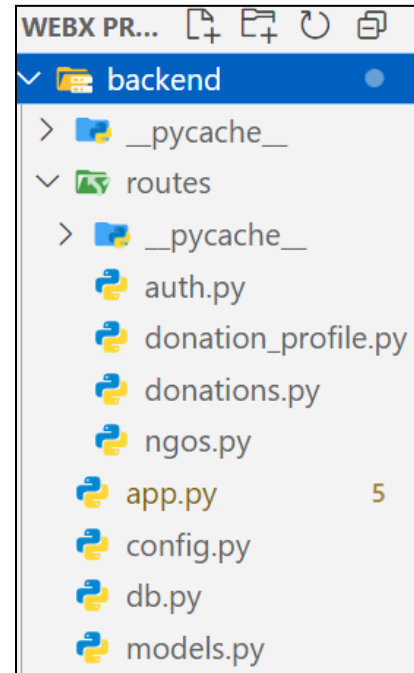 WEBX PR...
backend
__pycache__
routes
__pycache__
auth.py
donation_profile.py
donations.py
ngos.py
app.py 5
config.py
db.py
models.py